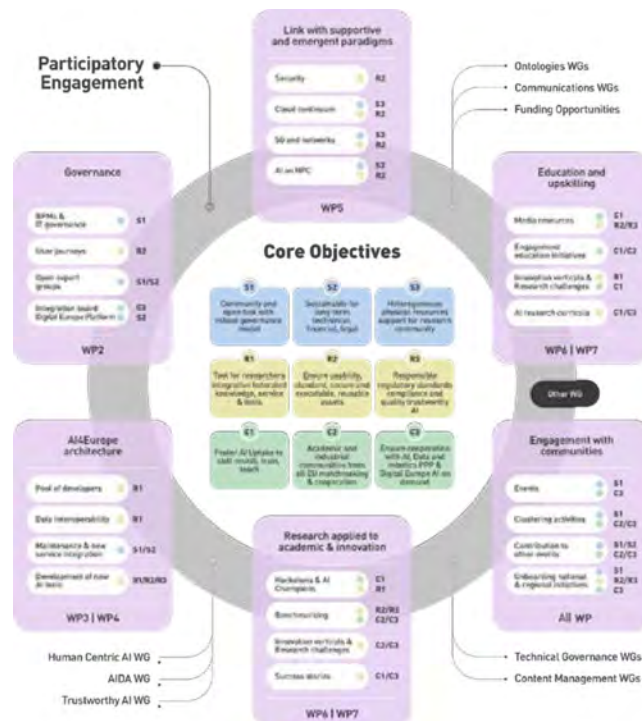 Link with supportive
and emergent paradigms
Security R2
Cloud continuum S3
R2
5G and networks S3
R2
AI on HPC S3
R2
WP5
Participatory
Engagement
Ontologies WGs
Communications WGs
Funding Opportunities
Governance
BPMs &
IT governance S1
User journeys R2
Open expert
groups S1/S2
Integration board C3
Digital Europe Platform S2
WP2
Education and
upskilling
Media resources C1
R2/R3
Engagement
education initiatives C1/C2
Innovation verticals & R1
Research challenges C1
AI research curricula C1/C3
WP6 | WP7
Core Objectives
S1
Community and
robust governance
model
S2
Sustainable for
long term,
financial, legal
S3
Heterogeneous
physical resources
support for research
community
R1
Tool for researchers
integration federated
knowledge, service
& tools
R2
Ensure usability,
standard, secure and
executable, reusable
assets
R3
Responsible
regulatory standards
compliance and
quality trustworthy
AI
C1
Foster AI Uptake to
teach
C2
Academic and
industrial
communities from
all EU matchmaking
& cooperation
C3
Ensure cooperation
with AI, Data and
robotics PPP &
Digital Europe AI on
demand
Other WG
AI4Europe
architecture
Pool of developers R1
Data interoperability R1
Maintenance & new
service integration S1/S2
Development of new
AI tools R1/R2/R3
WP3 | WP4
Engagement with
communities
Events S1
C3
Clustering activities S1
C2/C3
Contribution to S1/S2
other events C2/C3
Onboarding national S1
& regional initiatives R2/R3
C3
All WP
Research applied to
academic & innovation
Hackatons & AI C1
Champions R1
Benchmarking R2/R3
C2/C3
Innovation verticals &
Research challenges C2/C3
Success stories C1/C3
WP6 | WP7
Human Centric AI WG
AIDA WG
Trustworthy AI WG
Technical Governance WGs
Content Management WGs